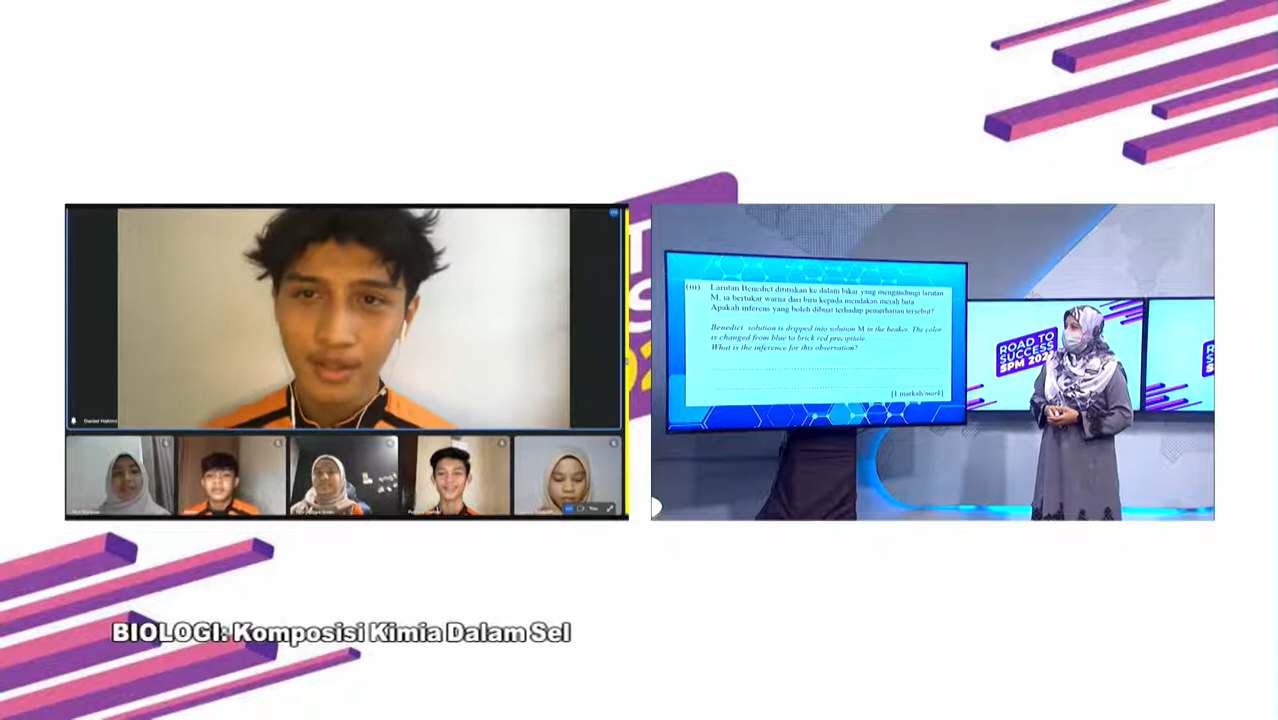 (iii) Larutan Benedict dititiskan ke dalam bikar yang mengandungi larutan
M, ia bertukar warna dari biru kepada mendakan merah bata
Apakah inferens yang boleh dibuat terhadap pemerhatian tersebut?
Benedict solution is dripped into solution M in the beaker. The color
is changed from blue to brick red precipitate.
What is the inference for this observation?
[1 markah/mark]
ROAD TO
SUCCESS
SPM
BIOLOGI: Komposisi Kimia Dalam Sel